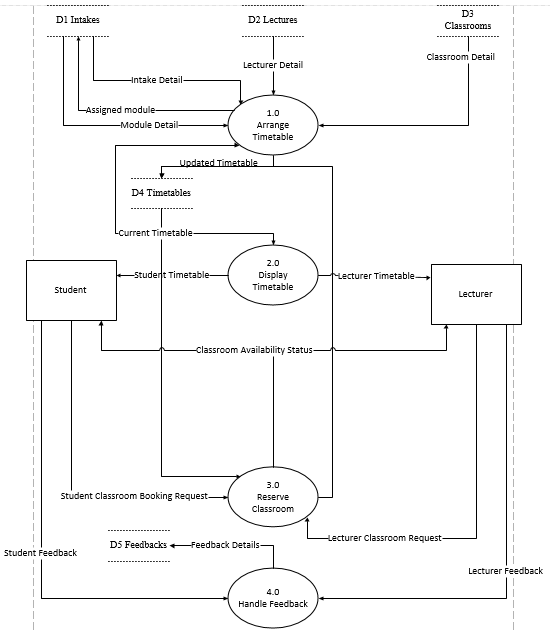 D1 Intakes
D2 Lectures
D3
Classrooms
Classroom Detail
Lecturer Detail
Intake Detail
Assigned module
Module Detail
1.0
Arrange
Timetable
Updated Timetable
D4 Timetables
Current Timetable
2.0
Display
Timetable
Student Timetable
Lecturer Timetable
Student
Lecturer
Classroom Availability Status
3.0
Reserve
Classroom
Student Classroom Booking Request
Lecturer Classroom Request
D5 Feedbacks
Feedback Details
Student Feedback
Lecturer Feedback
4.0
Handle Feedback